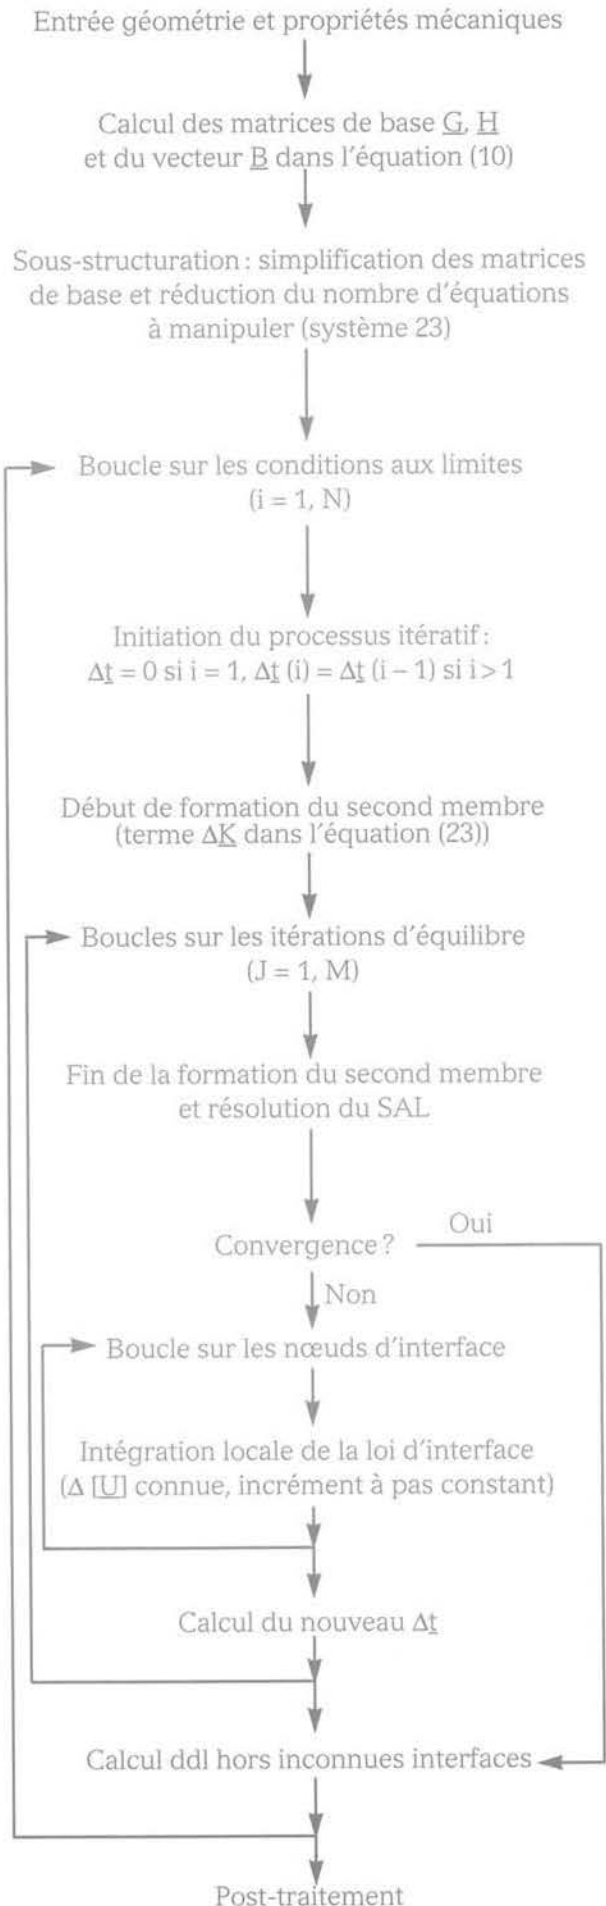 Entrée géométrie et propriétés mécaniques
Calcul des matrices de base G, H
et du vecteur B dans l'équation (10)
Sous-structuration : simplification des matrices
de base et réduction du nombre d'équations
à manipuler (système 23)
Boucle sur les conditions aux limites
(i = 1, N)
Initiation du processus itératif :
Δt = 0 si i = 1, Δt (i) = Δt (i – 1) si i > 1
Début de formation du second membre
(terme ΔK dans l'équation (23))
Boucles sur les itérations d'équilibre
(J = 1, M)
Fin de la formation du second membre
et résolution du SAL
Convergence ?
Oui
Non
Boucle sur les nœuds d'interface
Intégration locale de la loi d'interface
(Δ [U] connue, incrément à pas constant)
Calcul du nouveau Δt
Calcul ddl hors inconnues interfaces
Post-traitement